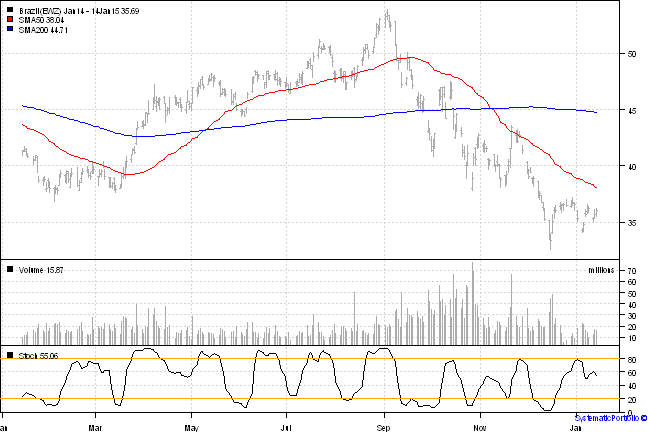 Brazil(EWZ) Jan14 - 14Jan15 35.69
SMA50 38.04
SMA200 44.71
50
45
40
35
Volume 15.87
millions
70
60
50
40
30
20
10
Stoch 55.06
80
60
40
20
0
an Mar May Jul Sep Nov Jan
SystematicPortfolio ©